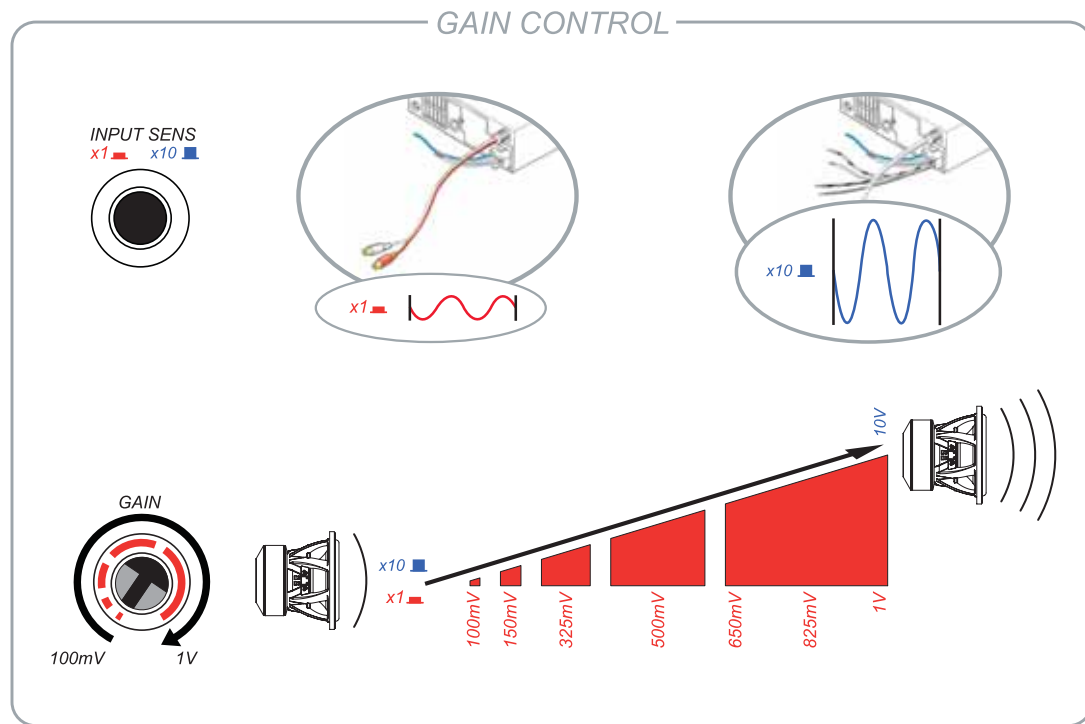 GAIN CONTROL
INPUT SENS
x1 x10
x1
x10
GAIN
100mV 1V
x10
x1
100mV
150mV
325mV
500mV
650mV
825mV
1V
10V